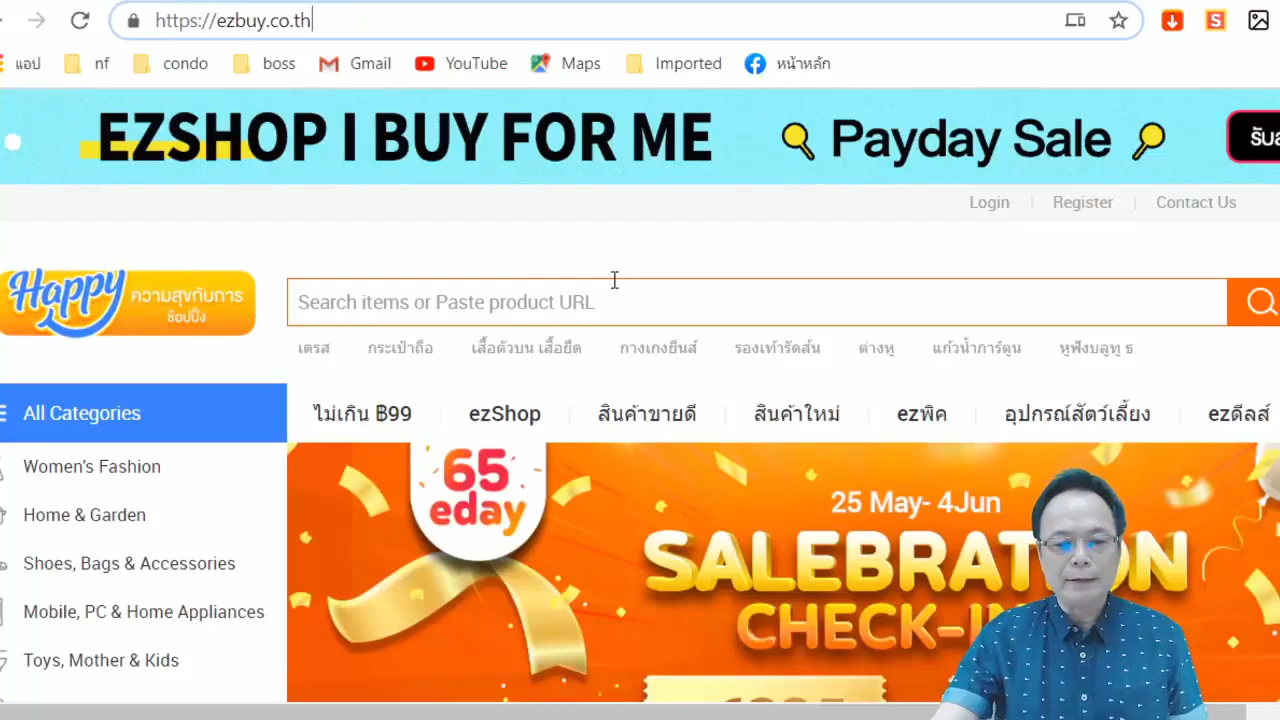 https://ezbuy.co.th
แอป nf condo boss Gmail YouTube Maps Imported หน้าหลัก
EZSHOP I BUY FOR ME Payday Sale
Login Register Contact Us
Happy ความสุขกับการ
ช้อปปิ้ง
Search items or Paste product URL
เดรส กระเป๋าถือ เสื้อตัวบน เสื้อยืด กางเกงยีนส์ รองเท้ารัดส้น ต่างหู แก้วน้ำการ์ตูน หูฟังบลูทู ธ
All Categories ไม่เกิน ฿99 ezShop สินค้าขายดี สินค้าใหม่ ezพิค อุปกรณ์สัตว์เลี้ยง ezดีลส์
Women's Fashion
Home & Garden
Shoes, Bags & Accessories
Mobile, PC & Home Appliances
Toys, Mother & Kids
65
eday
25 May- 4Jun
SALEBRATION
CHECK-I